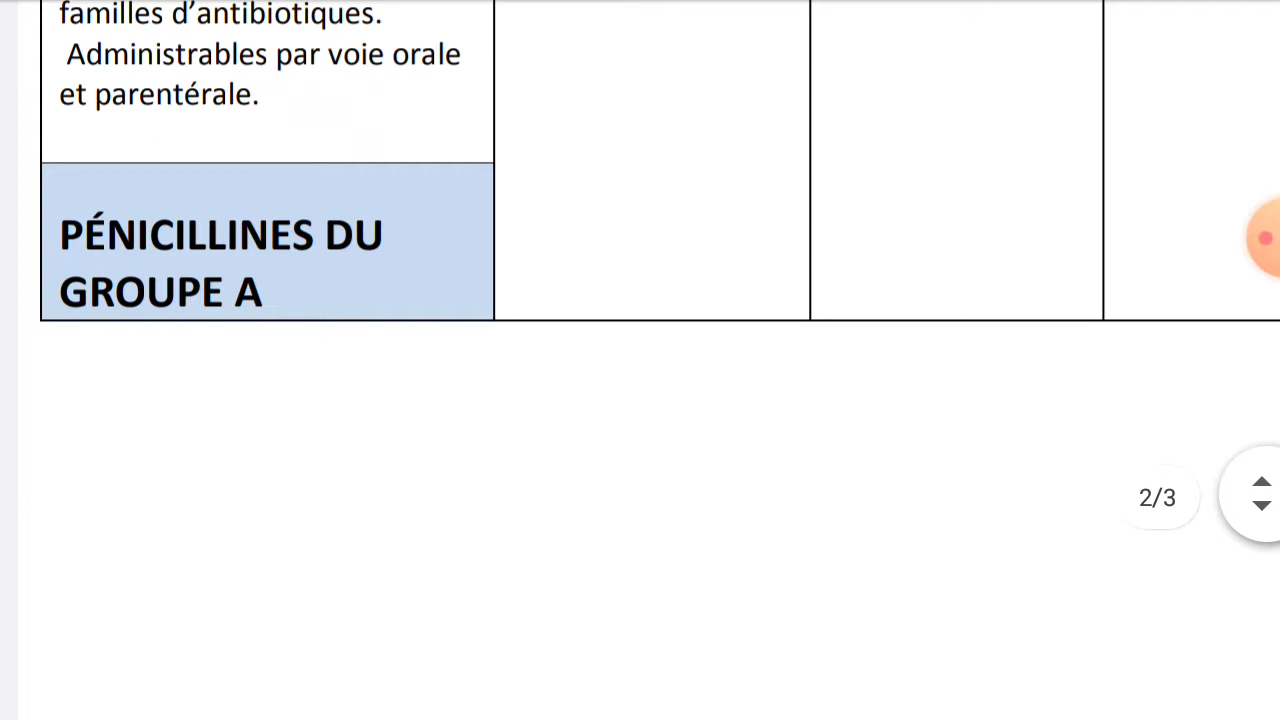 familles d’antibiotiques.
Administrables par voie orale
et parentérale.
PÉNICILLINES DU
GROUPE A
2/3